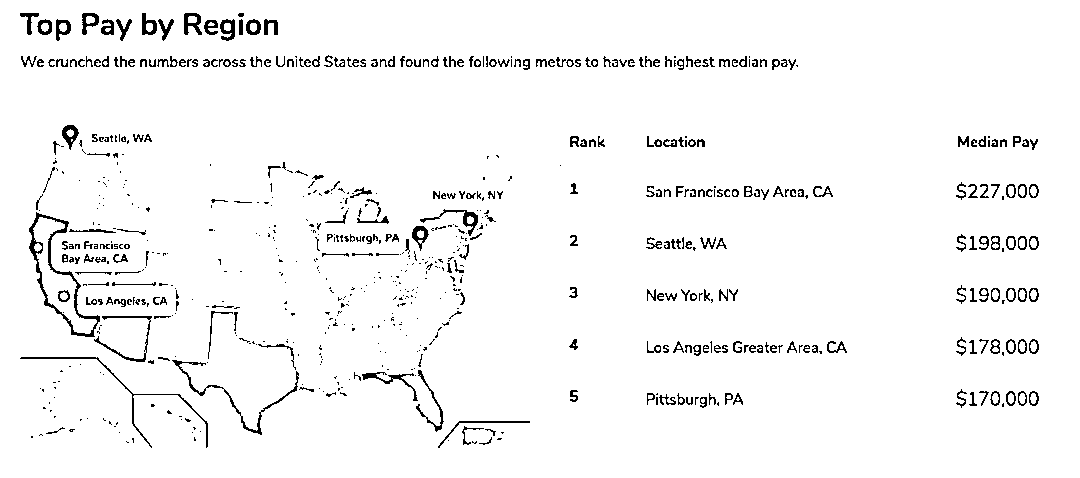 Top Pay by Region
We crunched the numbers across the United States and found the following metros to have the highest median pay.
Seattle, WA
New York, NY
Pittsburgh, PA
San Francisco
Bay Area, CA
Los Angeles, CA
Rank Location Median Pay
1 San Francisco Bay Area, CA $227,000
2 Seattle, WA $198,000
3 New York, NY $190,000
4 Los Angeles Greater Area, CA $178,000
5 Pittsburgh, PA $170,000